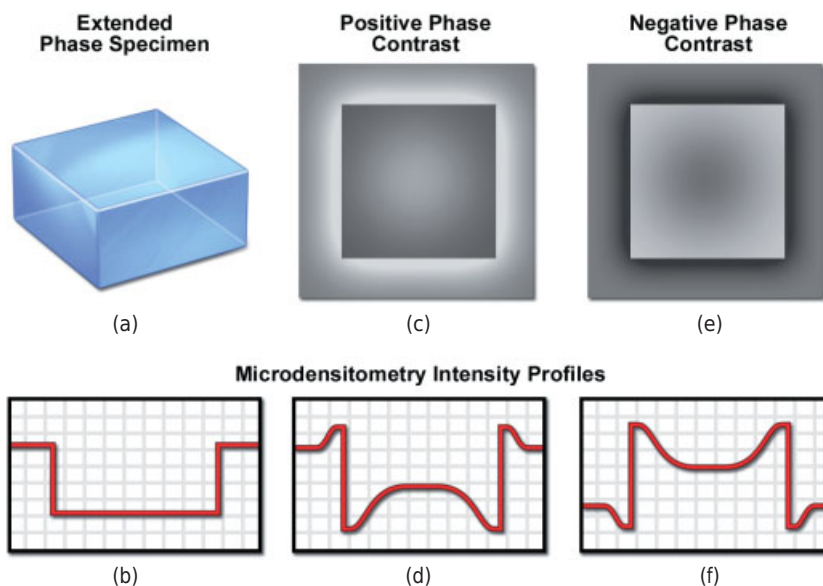 Extended
Phase Specimen
Positive Phase
Contrast
Negative Phase
Contrast
(a)
(c)
(e)
Microdensitometry Intensity Profiles
(b)
(d)
(f)